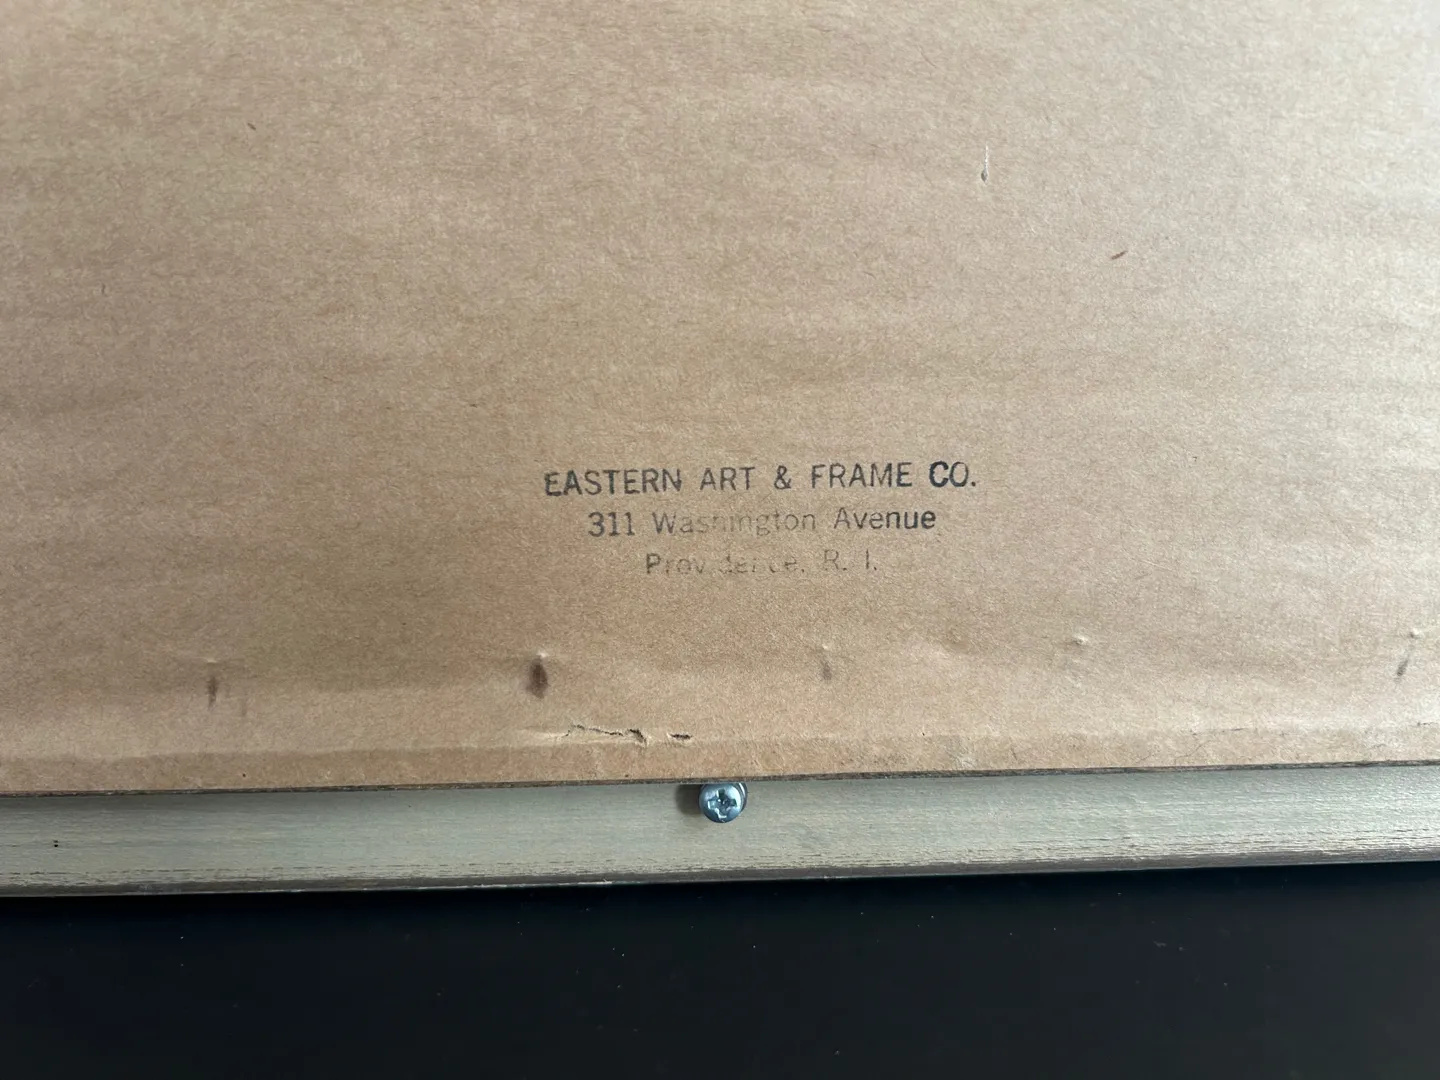 EASTERN ART & FRAME CO.
311 Washington Avenue
Providence, R. I.